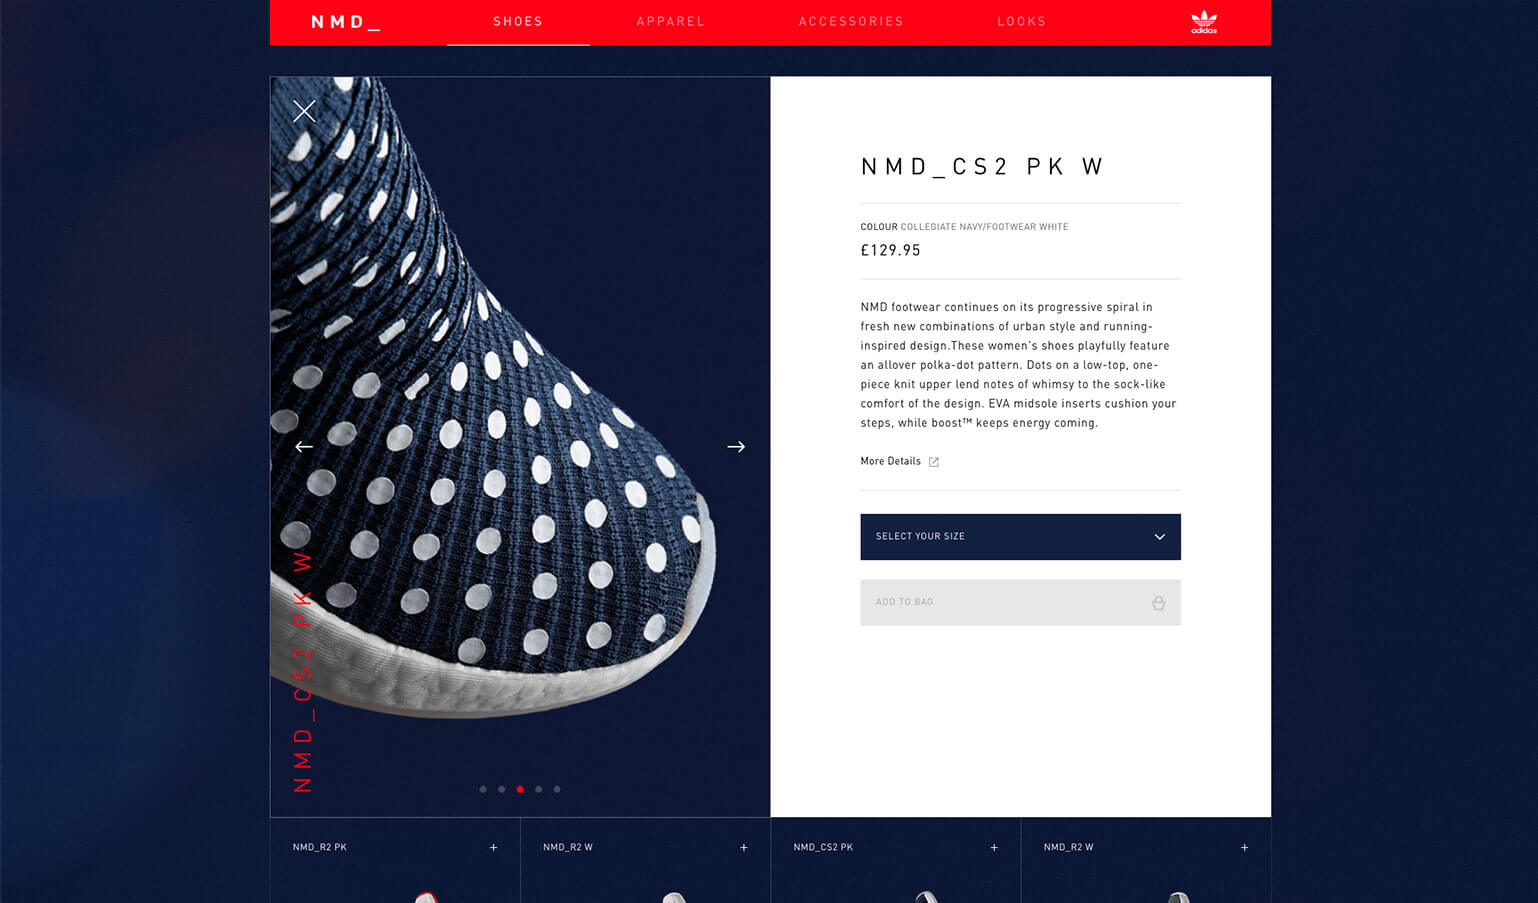 NMD_
SHOES
APPAREL
ACCESSORIES
LOOKS
adidas
NMD_CS2 PK W
NMD_CS2 PK W
COLOUR COLLEGIATE NAVY/FOOTWEAR WHITE
£129.95
NMD footwear continues on its progressive spiral in
fresh new combinations of urban style and running-
inspired design.These women's shoes playfully feature
an allover polka-dot pattern. Dots on a low-top, one-
piece knit upper lend notes of whimsy to the sock-like
comfort of the design. EVA midsole inserts cushion your
steps, while boost™ keeps energy coming.
More Details
SELECT YOUR SIZE
ADD TO BAG
NMD_R2 PK
NMD_R2 W
NMD_CS2 PK
NMD_R2 W